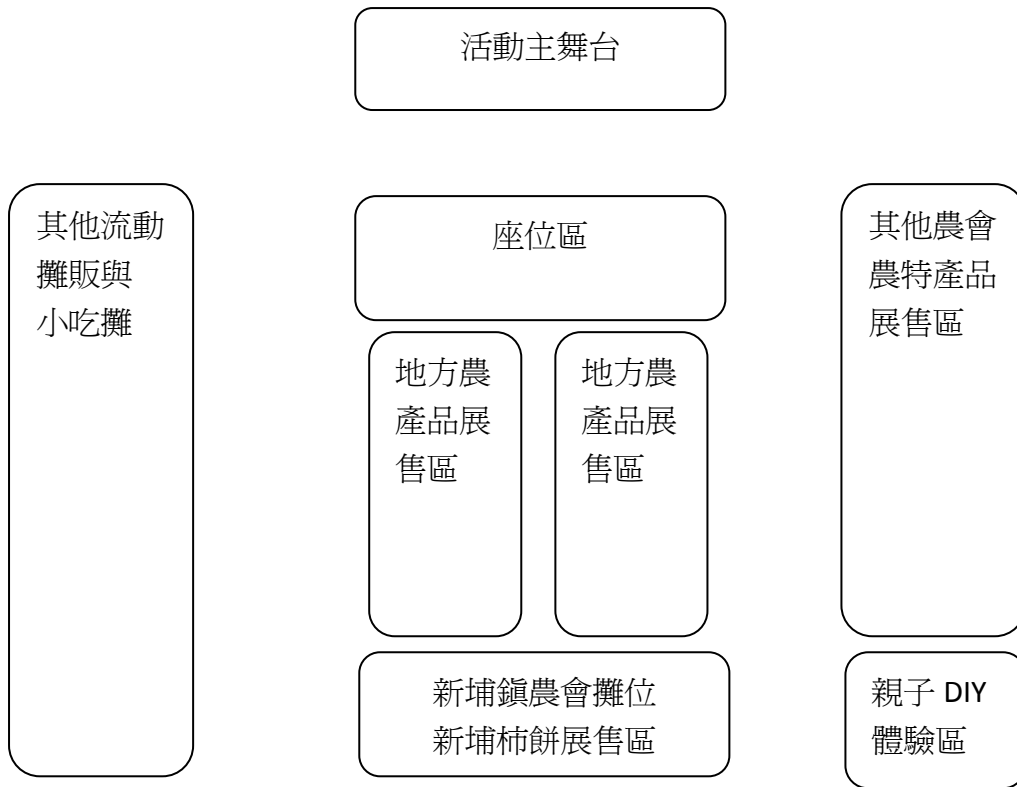 活動主舞台
其他流動
攤販與
小吃攤
座位區
其他農會
農特產品
展售區
地方農
產品展
售區
地方農
產品展
售區
新埔鎮農會攤位
新埔柿餅展售區
親子 DIY
體驗區